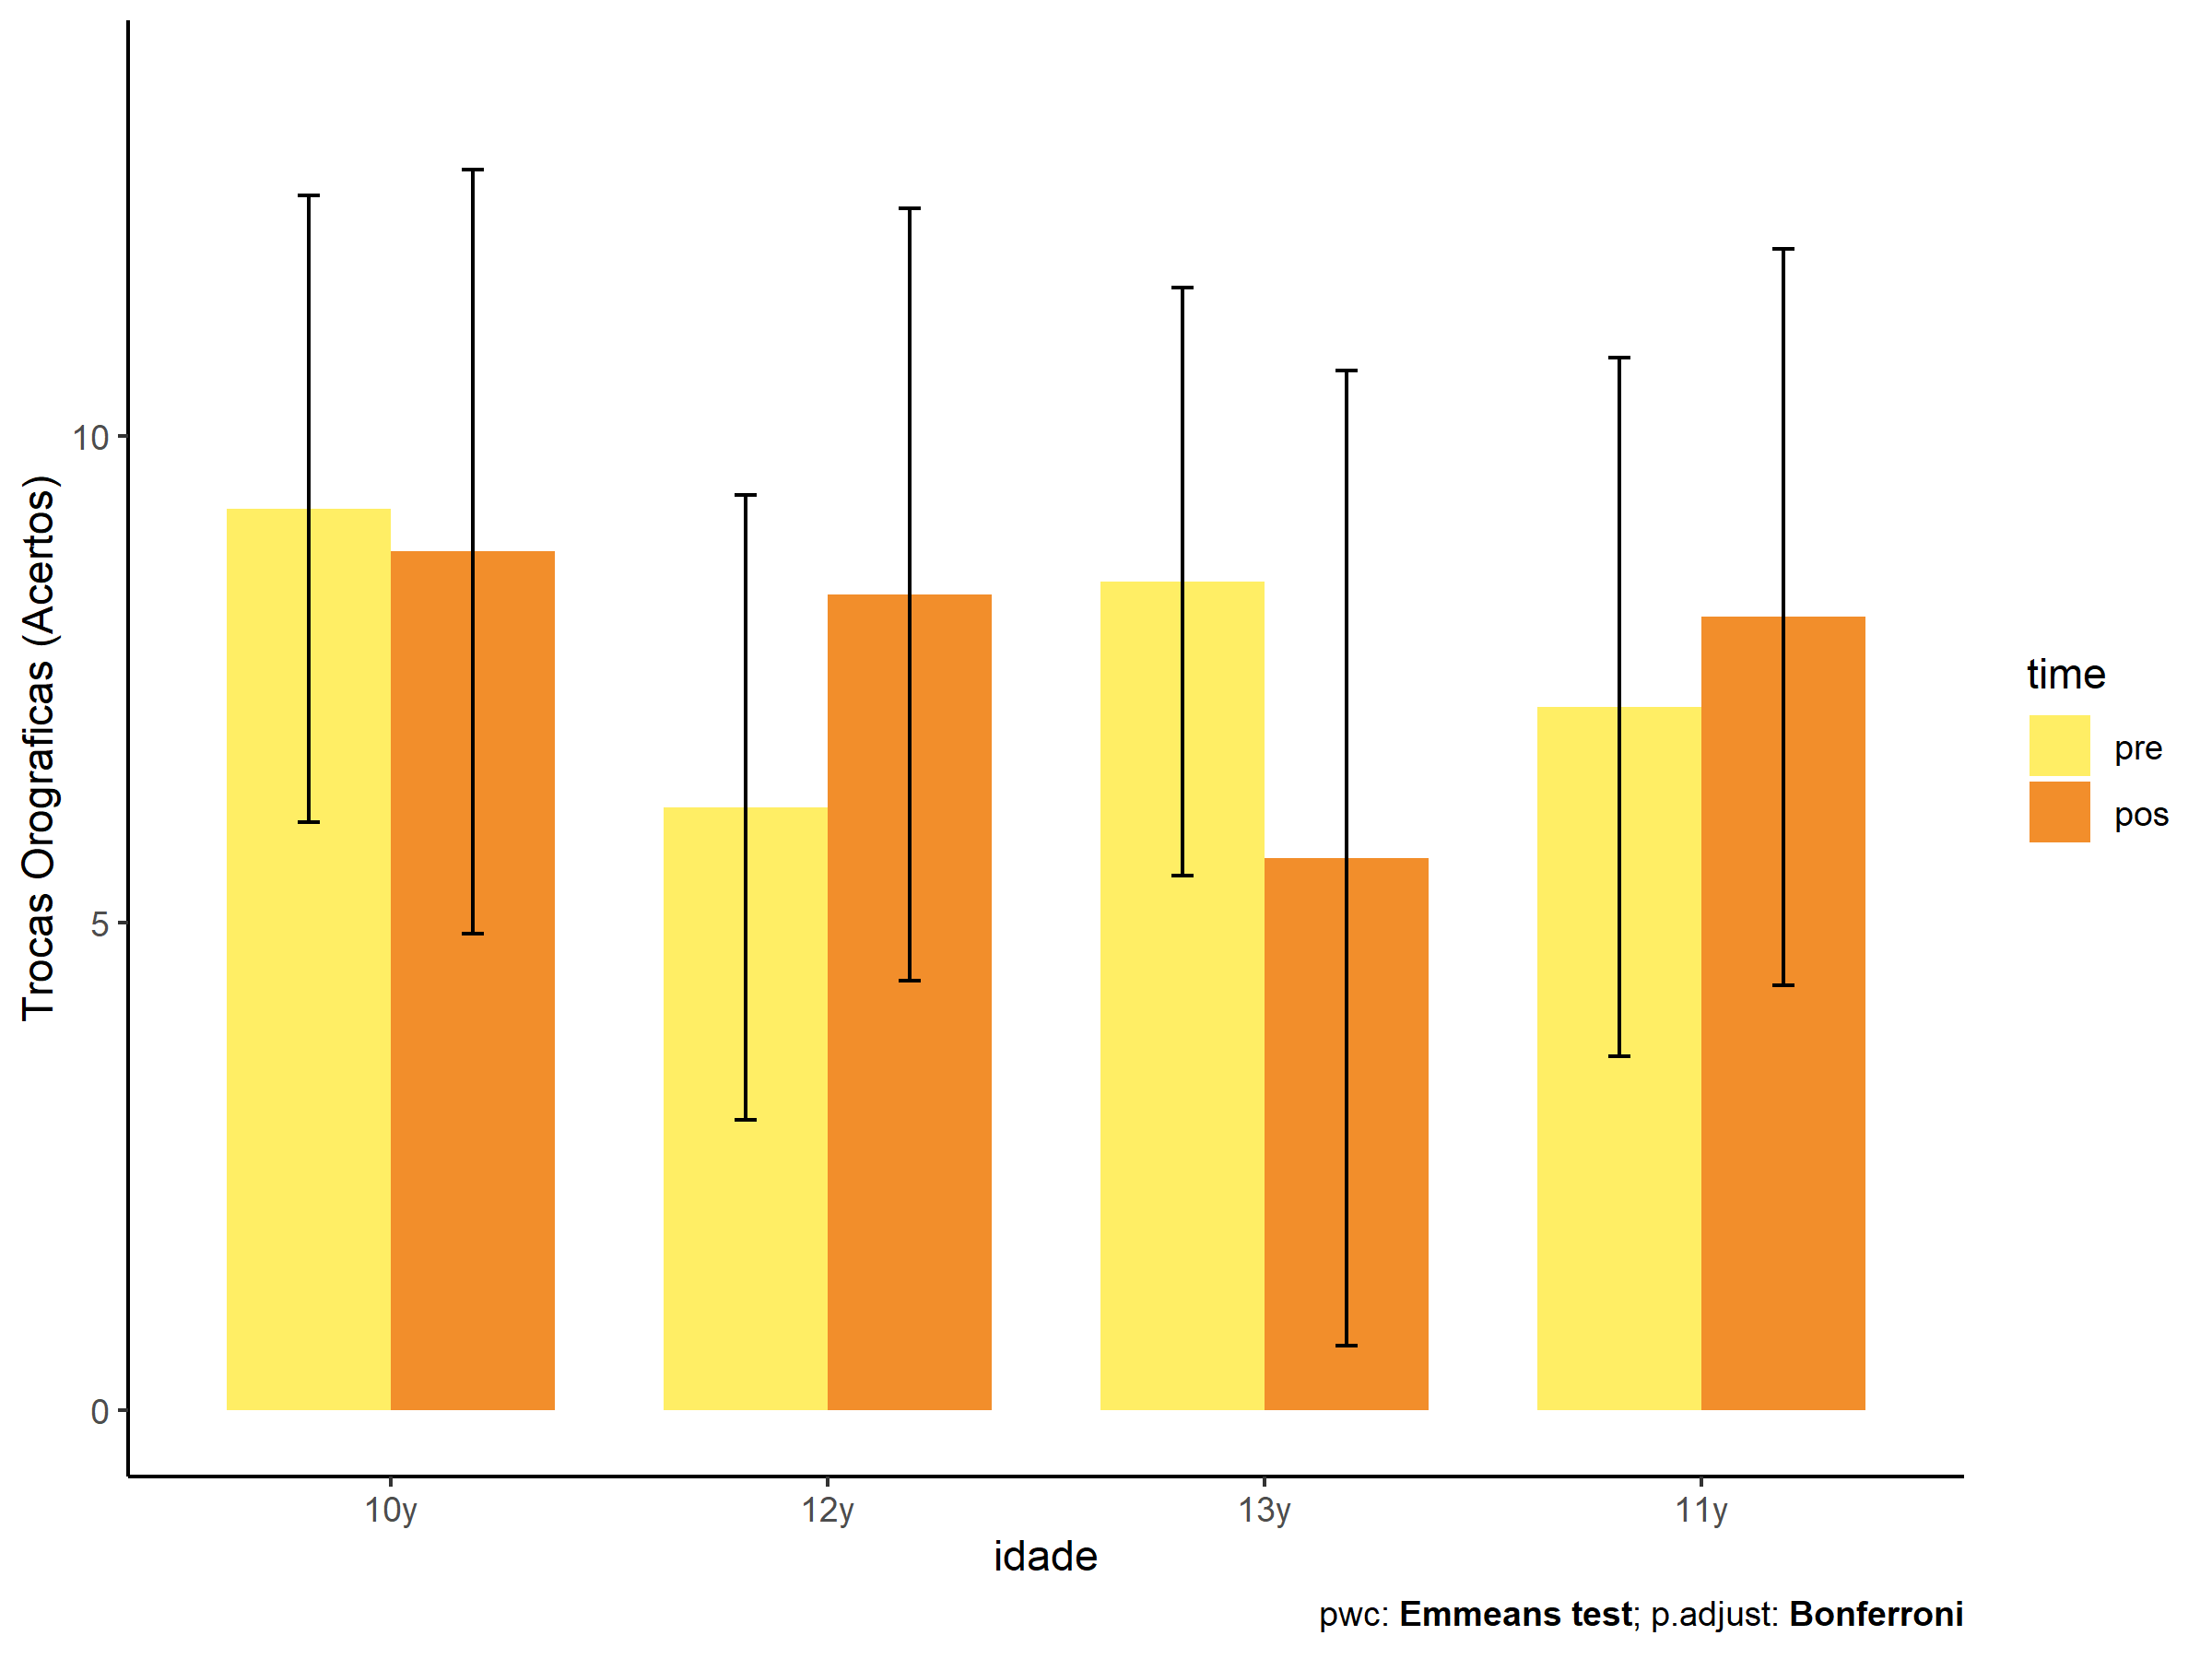 Trocas Orograficas (Acertos)
10
5
0
10y
12y
13y
11y
idade
time
pre
pos
pwc: Emmeans test; p.adjust: Bonferroni